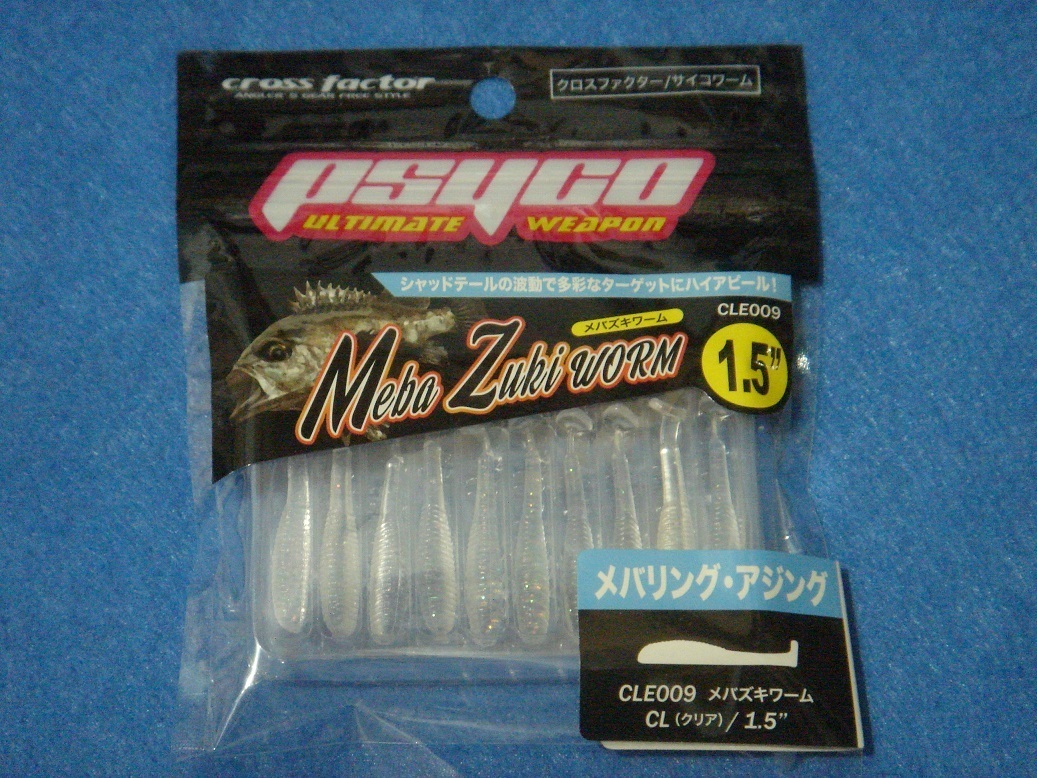 cross factor
ANGLER'S GEAR FREE STYLE
クロスファクター/サイコワーム
PSYCO
ULTIMATE WEAPON
シャッドテールの波動で多彩なターゲットにハイアピール!
CLE009
メバズキワーム
1.5"
Meba Zuki WORM
メバリング・アジング
CLE009 メバズキワーム
CL (クリア) / 1.5"